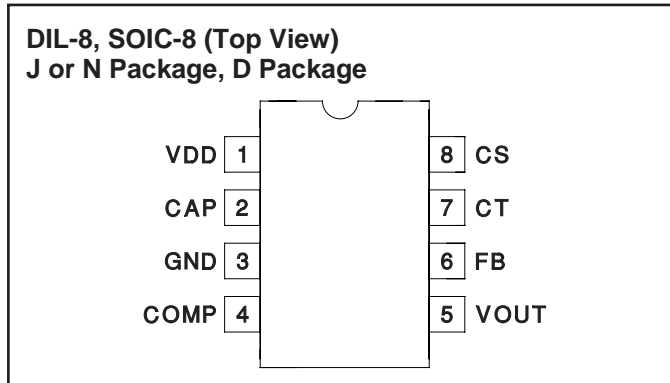 DIL-8, SOIC-8 (Top View)
J or N Package, D Package
VDD 1 8 CS
CAP 2 7 CT
GND 3 6 FB
COMP 4 5 VOUT